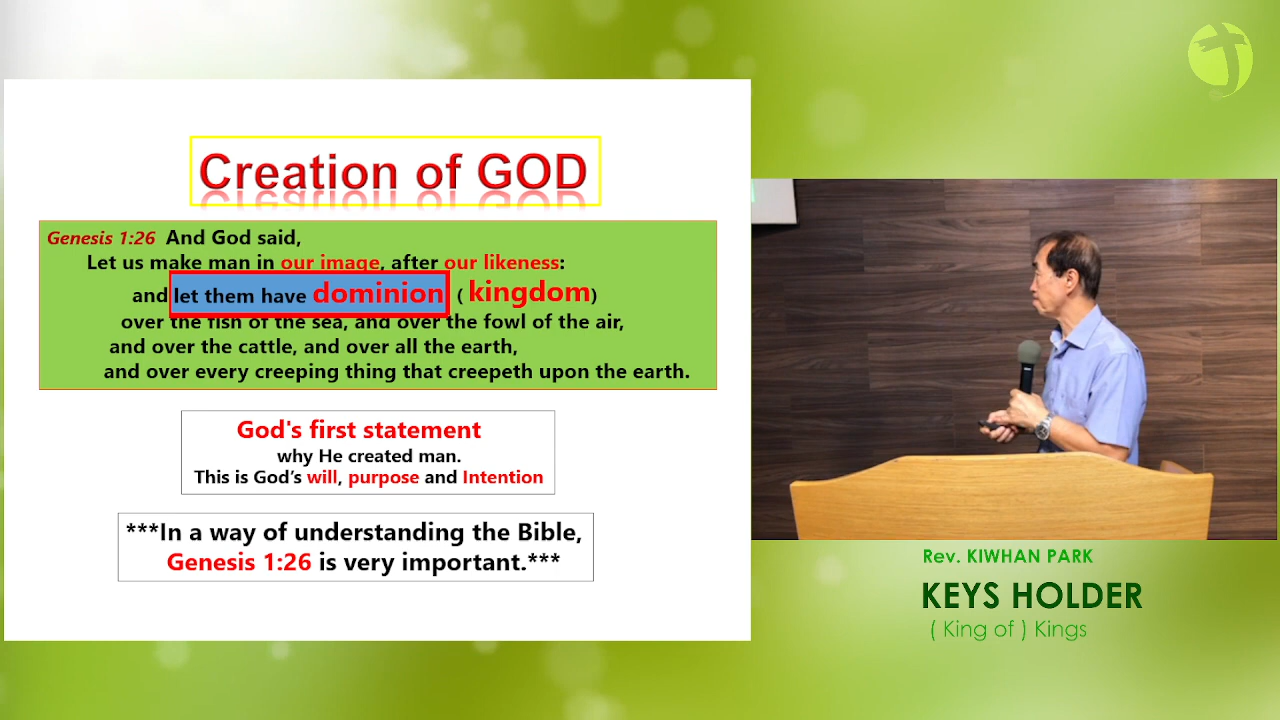 Creation of GOD
Genesis 1:26 And God said,
Let us make man in our image, after our likeness:
and let them have dominion ( kingdom)
over the fish of the sea, and over the fowl of the air,
and over the cattle, and over all the earth,
and over every creeping thing that creepeth upon the earth.
God's first statement
why He created man.
This is God’s will, purpose and Intention
***In a way of understanding the Bible,
Genesis 1:26 is very important.***
Rev. KIWHAN PARK
KEYS HOLDER
( King of ) Kings